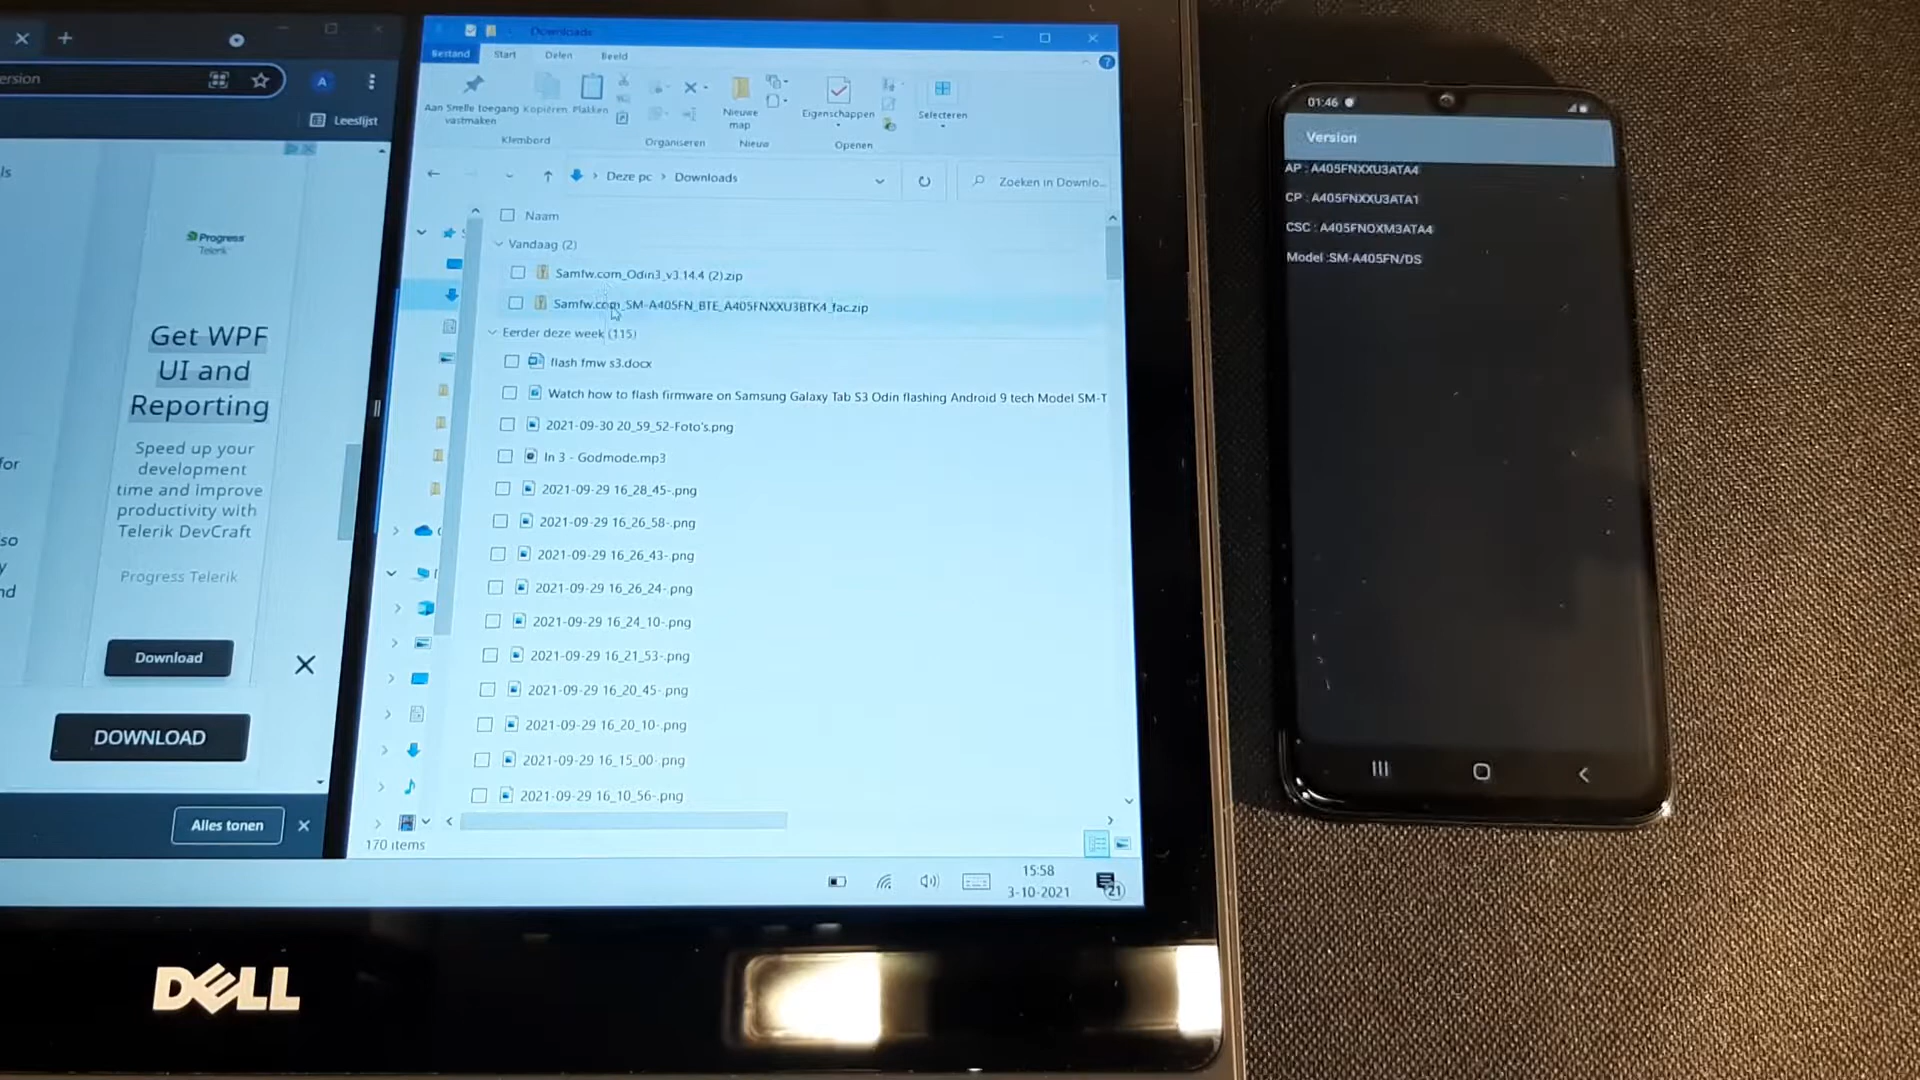 ersion
A
Leeslijst
ls
Progress
Telerik
Get WPF
UI and
Reporting
Speed up your
development
time and improve
productivity with
Telerik DevCraft
Progress Telerik
for
so
y
nd
Download
DOWNLOAD
Alles tonen
Downloads
Bestand Start Delen Beeld
Aan Snelle toegang vastmaken
Kopiëren
Plakken
Nieuwe map
Eigenschappen
Selecteren
Klembord
Organiseren
Nieuw
Openen
Deze pc > Downloads
Zoeken in Downlo...
Naam
Vandaag (2)
Samfw.com_Odin3_v3.14.4 (2).zip
Samfw.com_SM-A405FN_BTE_A405FNXXU3BTK4_fac.zip
Eerder deze week (115)
flash fmw s3.docx
Watch how to flash firmware on Samsung Galaxy Tab S3 Odin flashing Android 9 tech Model SM-T
2021-09-30 20_59_52-Foto's.png
In 3 - Godmode.mp3
2021-09-29 16_28_45-.png
2021-09-29 16_26_58-.png
2021-09-29 16_26_43-.png
2021-09-29 16_26_24-.png
2021-09-29 16_24_10-.png
2021-09-29 16_21_53-.png
2021-09-29 16_20_45-.png
2021-09-29 16_20_10-.png
2021-09-29 16_15_00-.png
2021-09-29 16_10_56-.png
170 items
15:58
3-10-2021
21
DELL
01:46
Version
AP : A405FNXXU3ATA4
CP : A405FNXXU3ATA1
CSC : A405FNOXM3ATA4
Model :SM-A405FN/DS